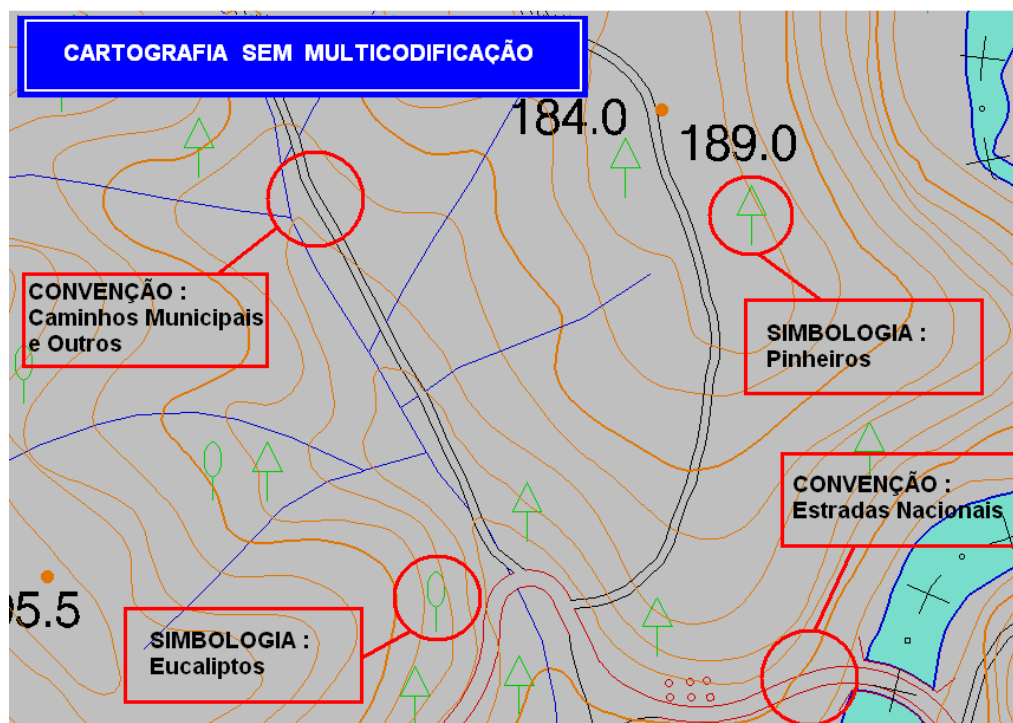 CARTOGRAFIA SEM MULTICODIFICAÇÃO
184.0
189.0
CONVENÇÃO :
Caminhos Municipais
e Outros
SIMBOLOGIA :
Pinheiros
CONVENÇÃO :
Estradas Nacionais
05.5
SIMBOLOGIA :
Eucaliptos